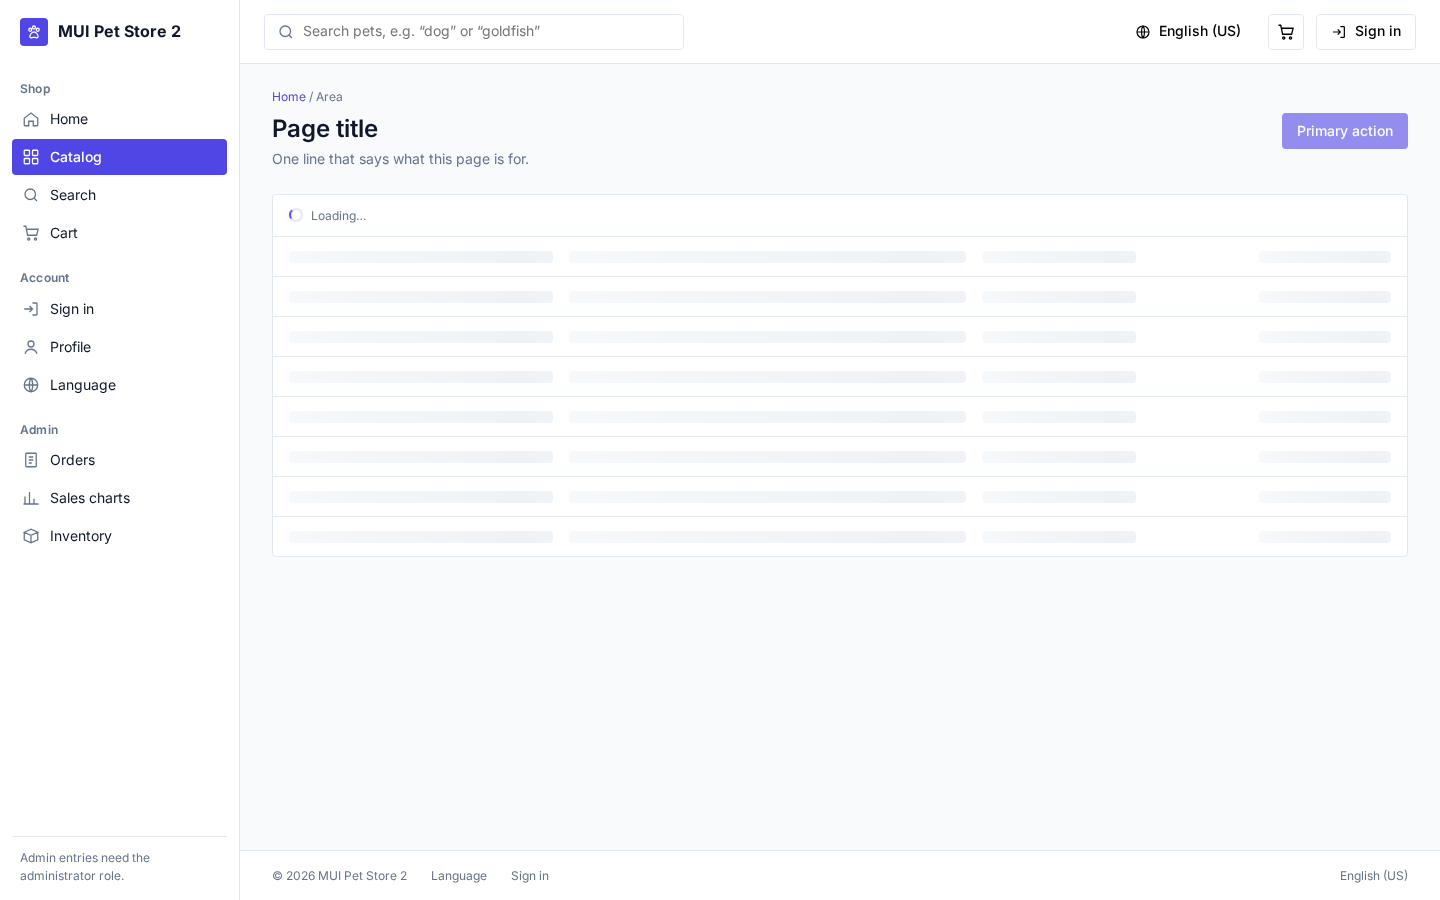 MUI Pet Store 2
Search pets, e.g. “dog” or “goldfish”
English (US)
Sign in
Shop
Home
Catalog
Search
Cart
Account
Sign in
Profile
Language
Admin
Orders
Sales charts
Inventory
Admin entries need the
administrator role.
Home / Area
Page title
Primary action
One line that says what this page is for.
Loading...
© 2026 MUI Pet Store 2
Language
Sign in
English (US)